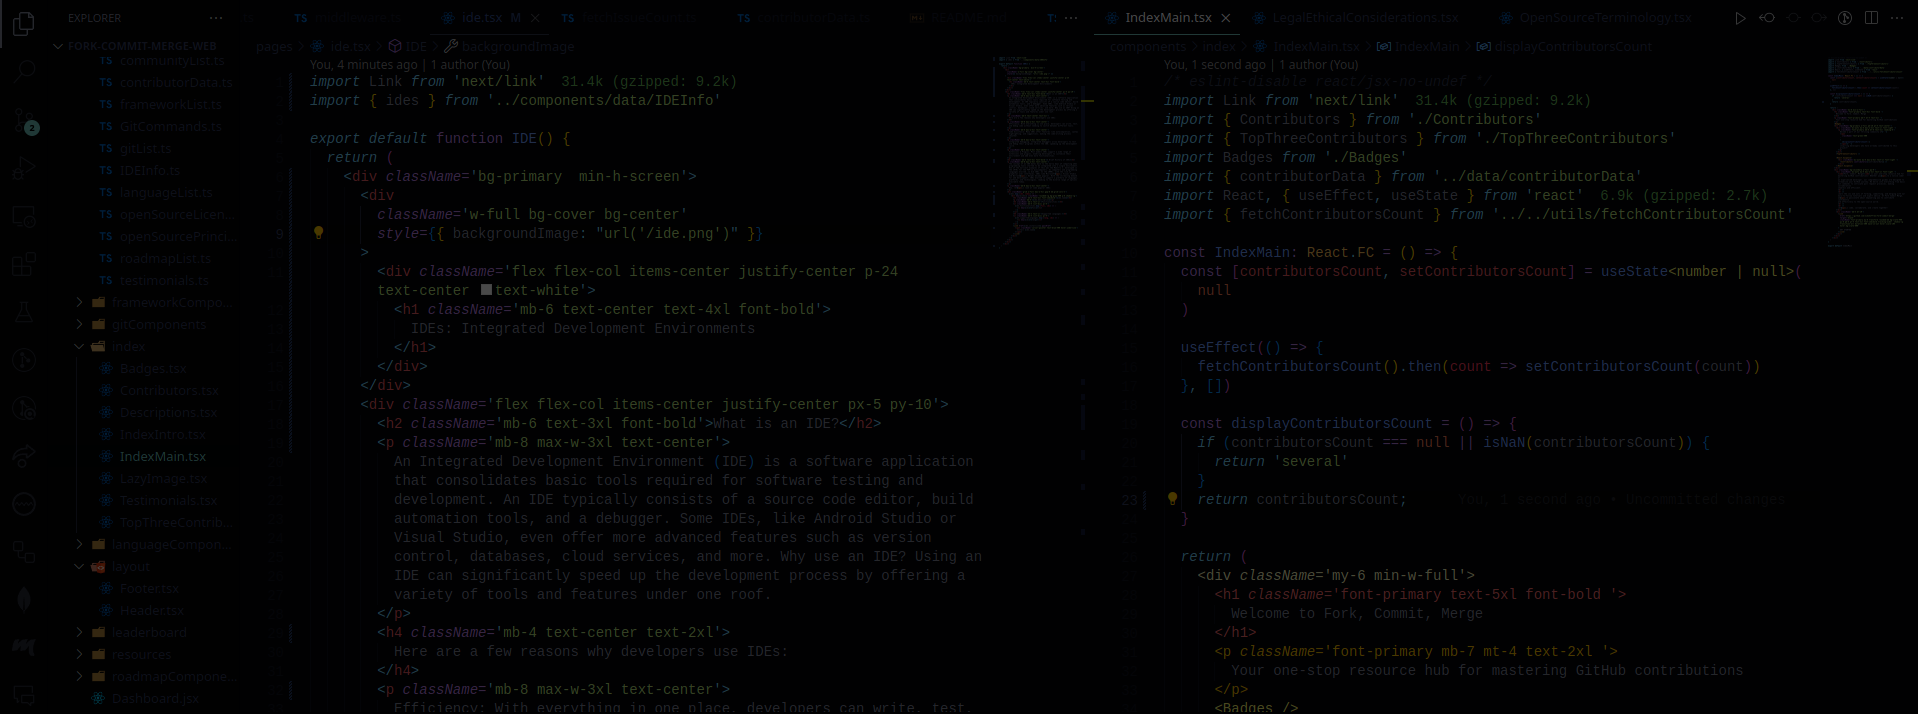 EXPLORER
FORK-COMMIT-MERGE-WEB
communityList.ts
contributorData.ts
frameworkList.ts
GitCommands.ts
gitList.ts
IDEInfo.ts
languageList.ts
openSourceLicen...
openSourcePrinci...
roadmapList.ts
testimonials.ts
frameworkCompo...
gitComponents
index
Badges.tsx
Contributors.tsx
Descriptions.tsx
IndexIntro.tsx
IndexMain.tsx
LazyImage.tsx
Testimonials.tsx
TopThreeContrib...
languageCompon...
layout
Footer.tsx
Header.tsx
leaderboard
resources
roadmapCompone...
Dashboard.jsx
2
TS middleware.ts
ide.tsx M
TS fetchIssueCount.ts
TS contributorData.ts
README.md
pages > ide.tsx > IDE > backgroundImage
You, 4 minutes ago | 1 author (You)
import Link from 'next/link' 31.4k (gzipped: 9.2k)
import { ides } from '../components/data/IDEInfo'
export default function IDE() {
return (
<div className='bg-primary  min-h-screen'>
<div
className='w-full bg-cover bg-center'
9 style={{ backgroundImage: "url('/ide.png')" }}
>
<div className='flex flex-col items-center justify-center p-24
text-center text-white'>
<h1 className='mb-6 text-center text-4xl font-bold'>
IDEs: Integrated Development Environments
</h1>
</div>
</div>
<div className='flex flex-col items-center justify-center px-5 py-10'>
<h2 className='mb-6 text-3xl font-bold'>What is an IDE?</h2>
<p className='mb-8 max-w-3xl text-center'>
An Integrated Development Environment (IDE) is a software application
that consolidates basic tools required for software testing and
development. An IDE typically consists of a source code editor, build
automation tools, and a debugger. Some IDEs, like Android Studio or
Visual Studio, even offer more advanced features such as version
control, databases, cloud services, and more. Why use an IDE? Using an
IDE can significantly speed up the development process by offering a
variety of tools and features under one roof.
</p>
<h4 className='mb-4 text-center text-2xl'>
Here are a few reasons why developers use IDEs:
</h4>
<p className='mb-8 max-w-3xl text-center'>
Efficiency: With everything in one place, developers can write, test,
IndexMain.tsx
LegalEthicalConsiderations.tsx
OpenSourceTerminology.tsx
components > index > IndexMain.tsx > IndexMain > displayContributorsCount
You, 1 second ago | 1 author (You)
/* eslint-disable react/jsx-no-undef */
import Link from 'next/link' 31.4k (gzipped: 9.2k)
import { Contributors } from './Contributors'
import { TopThreeContributors } from './TopThreeContributors'
import Badges from './Badges'
import { contributorData } from '../data/contributorData'
import React, { useEffect, useState } from 'react' 6.9k (gzipped: 2.7k)
import { fetchContributorsCount } from '../../utils/fetchContributorsCount'
const IndexMain: React.FC = () => {
const [contributorsCount, setContributorsCount] = useState<number | null>(
null
)
useEffect(() => {
fetchContributorsCount().then(count => setContributorsCount(count))
}, [])
const displayContributorsCount = () => {
if (contributorsCount === null || isNaN(contributorsCount)) {
return 'several'
}
23 return contributorsCount; You, 1 second ago • Uncommitted changes
}
return (
<div className='my-6 min-w-full'>
<h1 className='font-primary text-5xl font-bold '>
Welcome to Fork, Commit, Merge
</h1>
<p className='font-primary mb-7 mt-4 text-2xl '>
Your one-stop resource hub for mastering GitHub contributions
</p>
<Badges />